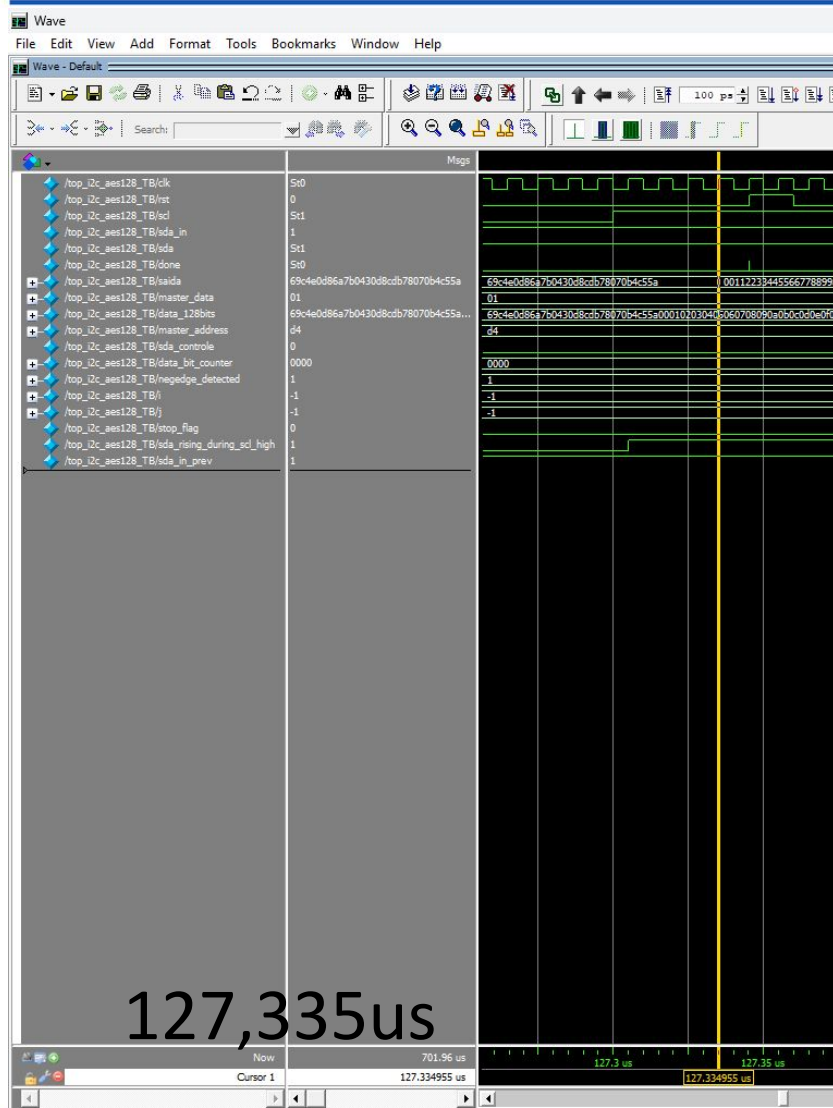 Wave
File Edit View Add Format Tools Bookmarks Window Help
Wave - Default
100 ps
Search:
Msgs
/top_i2c_aes128_TB/clk St0
/top_i2c_aes128_TB/rst 0
/top_i2c_aes128_TB/scl St1
/top_i2c_aes128_TB/sda_in 1
/top_i2c_aes128_TB/sda St1
/top_i2c_aes128_TB/done St0
/top_i2c_aes128_TB/saida 69c4e0d86a7b0430d8cdb78070b4c55a 69c4e0d86a7b0430d8cdb78070b4c55a 00112233445566778899
/top_i2c_aes128_TB/master_data 01 01
/top_i2c_aes128_TB/data_128bits 69c4e0d86a7b0430d8cdb78070b4c55a... 69c4e0d86a7b0430d8cdb78070b4c55a000102030405060708090a0b0c0d0e0f0
/top_i2c_aes128_TB/master_address d4 d4
/top_i2c_aes128_TB/sda_controle 0
/top_i2c_aes128_TB/data_bit_counter 0000 0000
/top_i2c_aes128_TB/negedge_detected 1 1
/top_i2c_aes128_TB/i -1 -1
/top_i2c_aes128_TB/j -1 -1
/top_i2c_aes128_TB/stop_flag 0
/top_i2c_aes128_TB/sda_rising_during_scl_high 1
/top_i2c_aes128_TB/sda_in_prev 1
127,335us
Now 701.96 us 127.3 us 127.35 us
Cursor 1 127.334955 us 127.334955 us